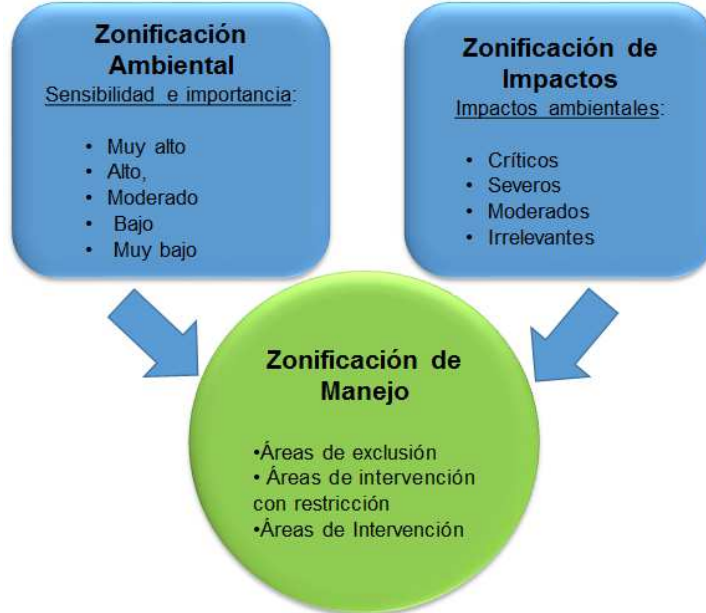 Zonificación
Ambiental
Sensibilidad e importancia:
• Muy alto
• Alto,
• Moderado
• Bajo
• Muy bajo
Zonificación de
Impactos
Impactos ambientales:
• Críticos
• Severos
• Moderados
• Irrelevantes
Zonificación de
Manejo
•Áreas de exclusión
• Áreas de intervención
con restricción
•Áreas de Intervención